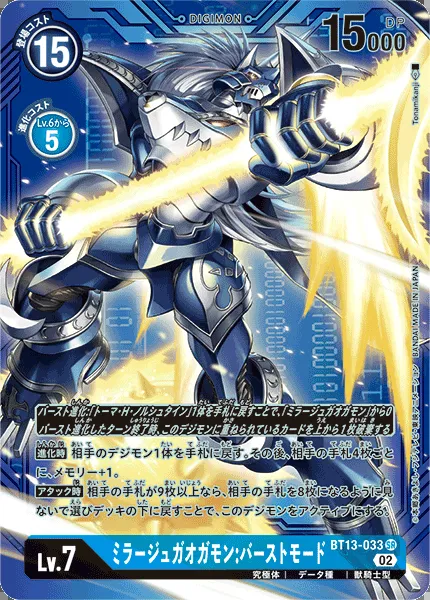 登場コスト
15
DIGIMON
15000
DP
進化コスト
Lv.6から
5
Tomamikanji
BANDAI MADE IN JAPAN
バースト進化:「トーマ・H・ノルシュタイン」1体を手札に戻すことで、「ミラージュガオガモン」から0
バースト進化したターン終了時、このデジモンに重ねられているカードを上から1枚破棄する
進化時 相手のデジモン1体を手札に戻す。その後、相手の手札4枚ご
とに、メモリー+1。
アタック時 相手の手札が9枚以上なら、相手の手札を8枚になるように見
ないで選びデッキの下に戻すことで、このデジモンをアクティブにする
Lv.7
ミラージュガオガモン:バーストモード
BT13-033 SR
02
究極体 データ種 獣騎士型